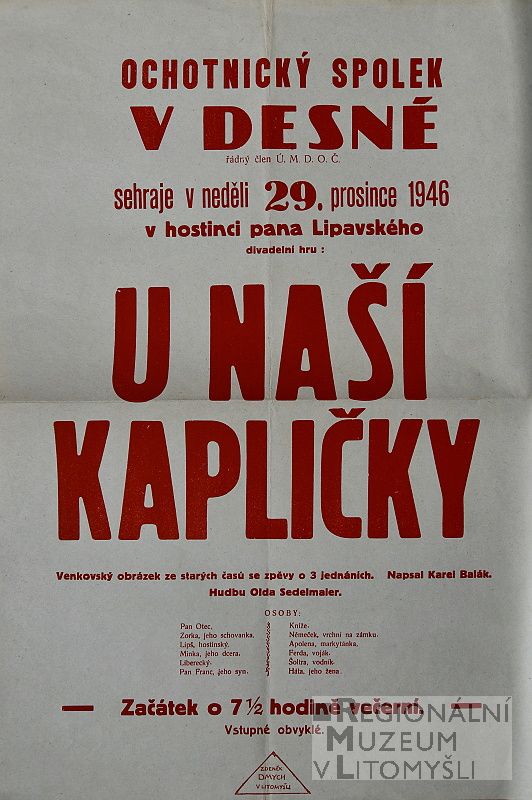 OCHOTNICKÝ SPOLEK
V DESNÉ
řádný člen Ú. M. D. O. Č.
sehraje v neděli 29. prosince 1946
v hostinci pana Lipavského
divadelní hru :
U NAŠÍ
KAPLIČKY
Venkovský obrázek ze starých časů se zpěvy o 3 jednáních. Napsal Karel Balák.
Hudbu Olda Sedelmaier.
OSOBY:
Pan Otec.
Zorka, jeho schovanka.
Lipš, hostinský.
Minka, jeho dcera.
Liberecký.
Pan Franc, jeho syn.
Kníže.
Němeček, vrchní na zámku.
Apolena, markytánka.
Ferda, voják.
Šoltra, vodník.
Háta, jeho žena.
— Začátek o 7 1/2 hodině večerní. —
Vstupné obvyklé.
ZDENĚK
DMYCH
V LITOMYŠLI
REGIONÁLNÍ
MUZEUM
V LITOMYŠLI